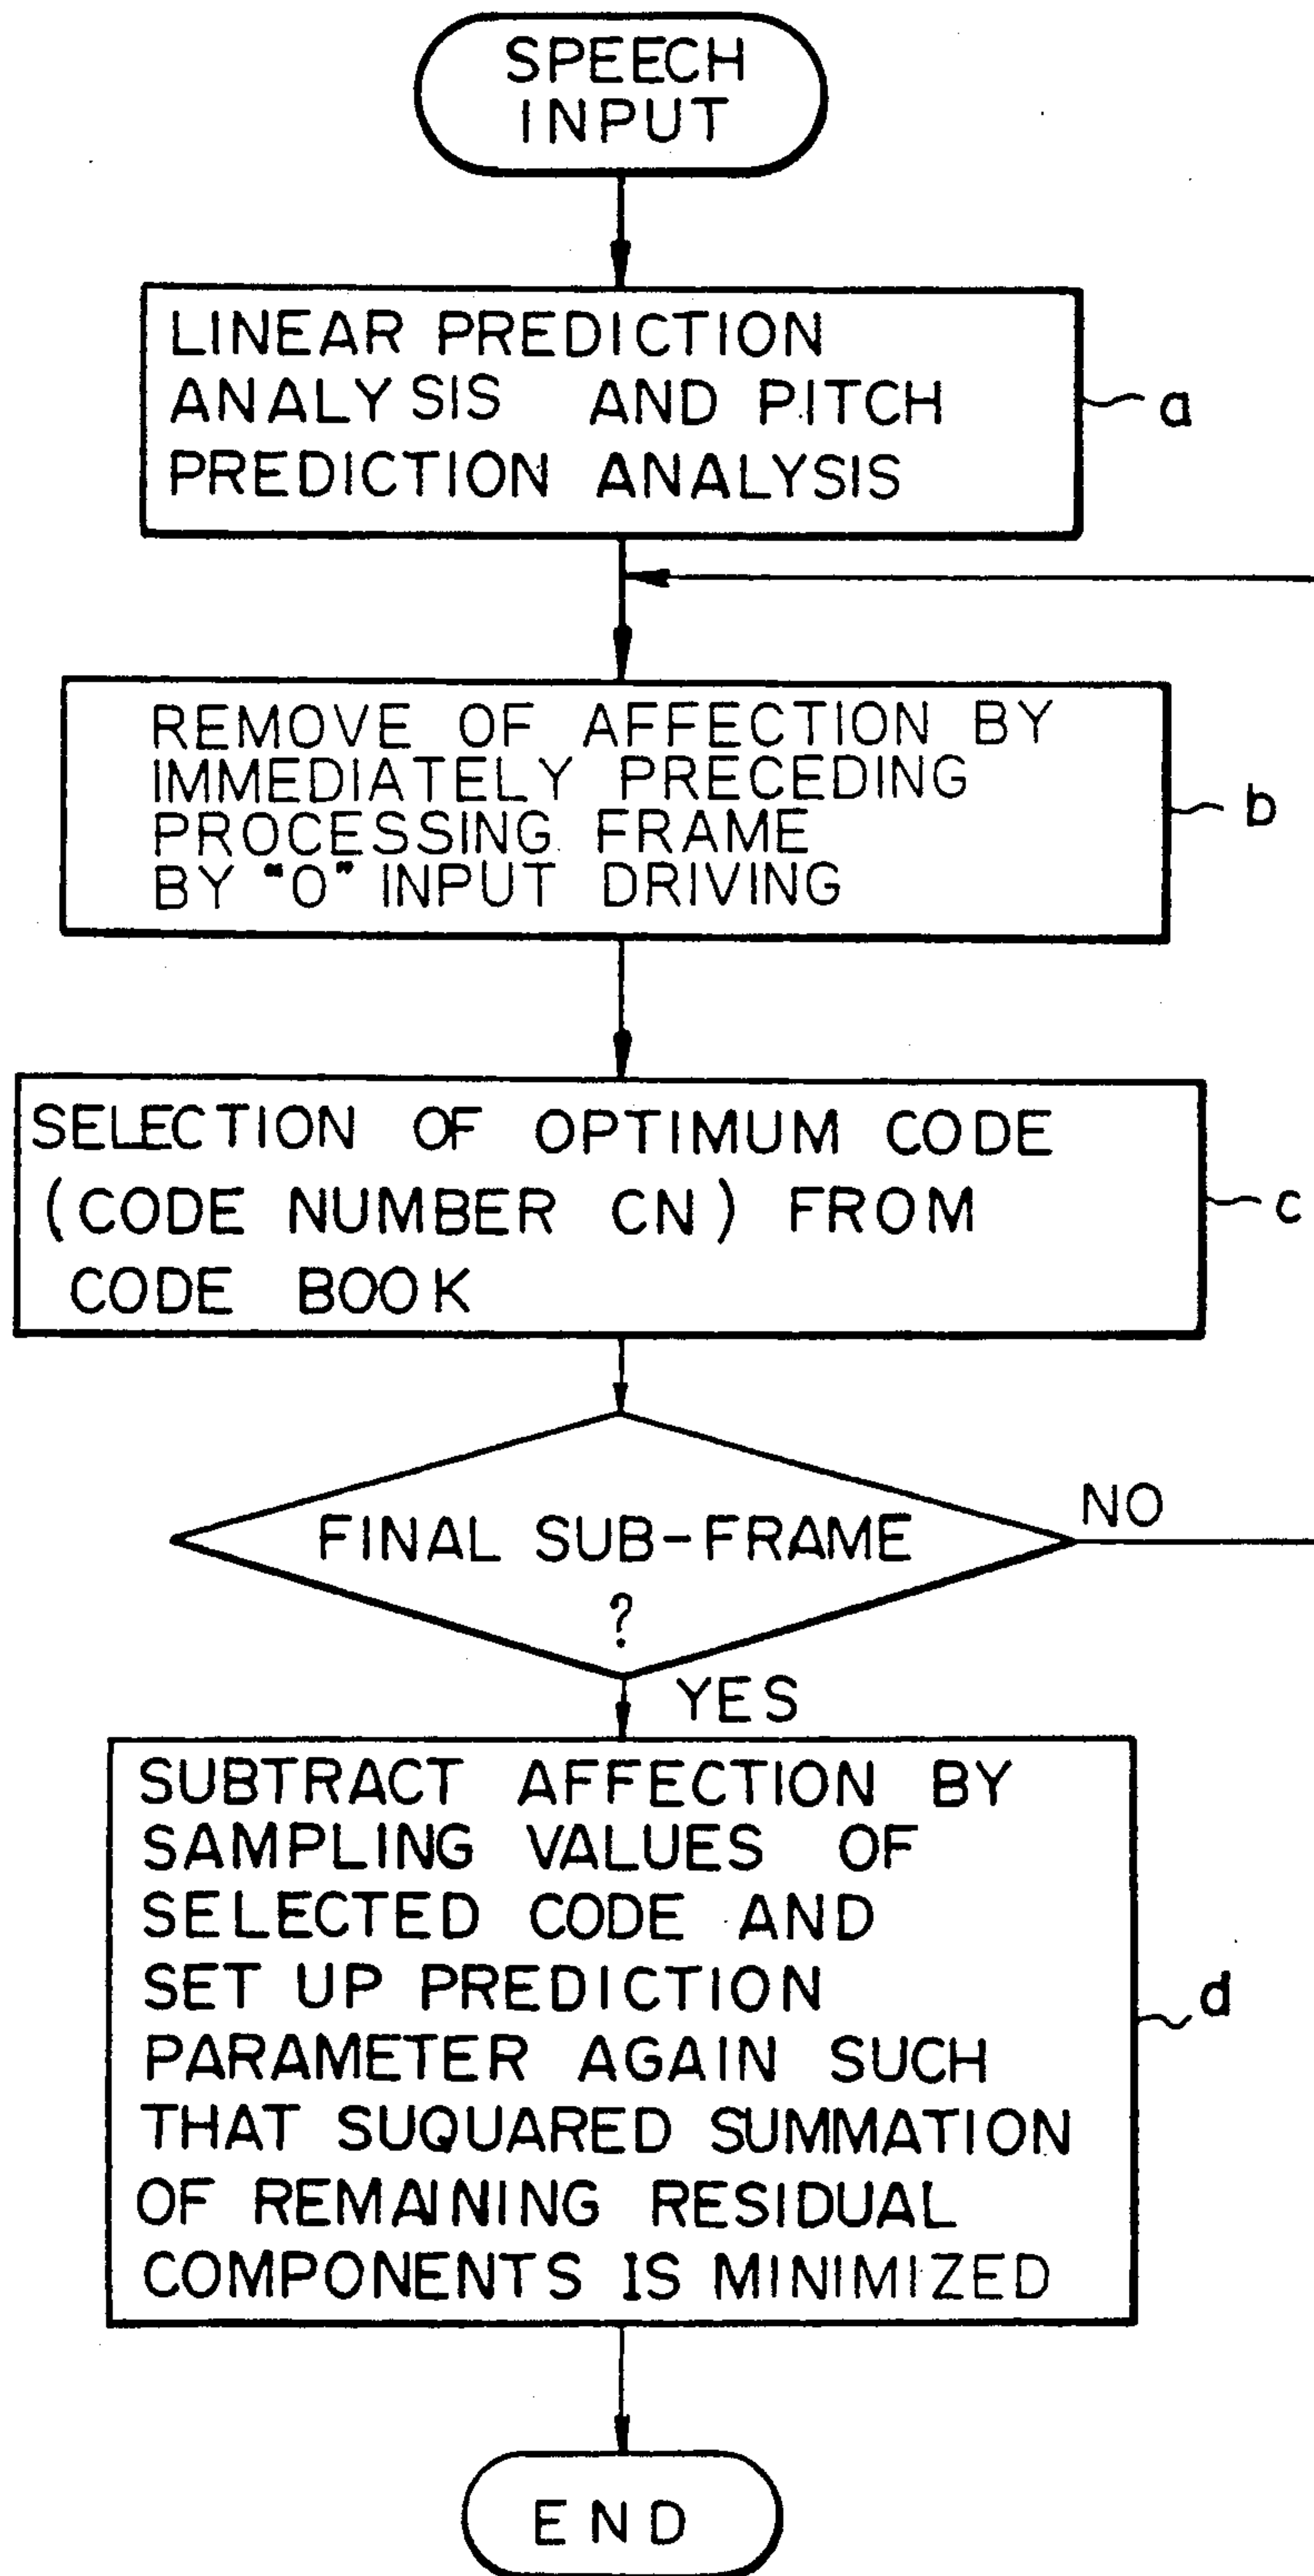 SPEECH
INPUT
LINEAR PREDICTION
ANALYSIS AND PITCH
PREDICTION ANALYSIS
a
REMOVE OF AFFECTION BY
IMMEDIATELY PRECEDING
PROCESSING FRAME
BY "0" INPUT DRIVING
b
SELECTION OF OPTIMUM CODE
(CODE NUMBER CN) FROM
CODE BOOK
c
FINAL SUB-FRAME
?
NO
YES
SUBTRACT AFFECTION BY
SAMPLING VALUES OF
SELECTED CODE AND
SET UP PREDICTION
PARAMETER AGAIN SUCH
THAT SUQUARED SUMMATION
OF REMAINING RESIDUAL
COMPONENTS IS MINIMIZED
d
END